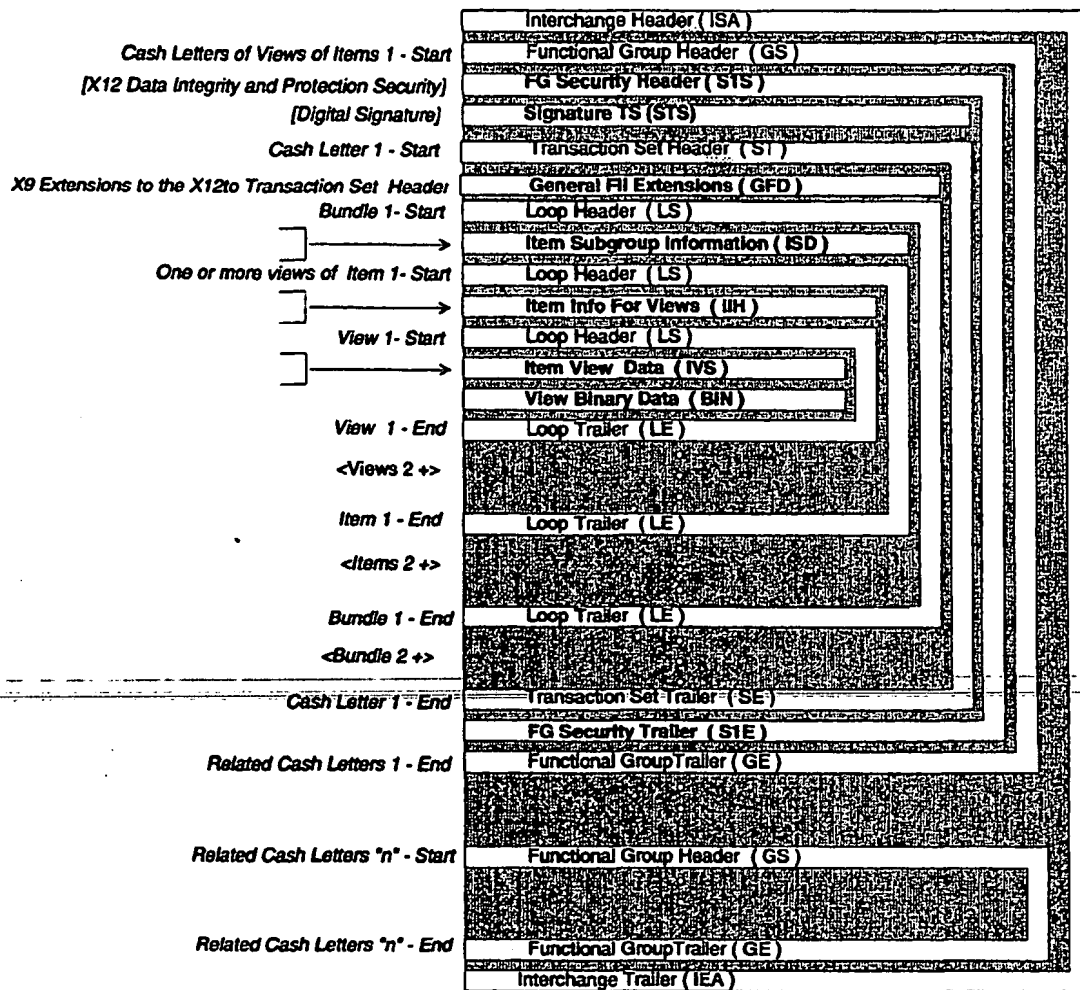 Interchange Header ( ISA )
Cash Letters of Views of Items 1 - Start Functional Group Header ( GS )
[X12 Data Integrity and Protection Security] FG Security Header ( S1S )
[Digital Signature] Signature TS (STS)
Cash Letter 1 - Start Transaction Set Header ( ST )
X9 Extensions to the X12to Transaction Set Header General FII Extensions ( GFD )
Bundle 1- Start Loop Header ( LS )
Item Subgroup Information ( ISD )
One or more views of Item 1- Start Loop Header ( LS )
Item Info For Views ( IIH )
View 1- Start Loop Header ( LS )
Item View Data ( IVS )
View Binary Data ( BIN )
View 1 - End Loop Trailer ( LE )
<Views 2 +>
Item 1 - End Loop Trailer ( LE )
<Items 2 +>
Bundle 1 - End Loop Trailer ( LE )
<Bundle 2 +>
Cash Letter 1 - End Transaction Set Trailer ( SE )
FG Security Trailer ( S1E )
Related Cash Letters 1 - End Functional GroupTrailer ( GE )
Related Cash Letters "n" - Start Functional Group Header ( GS )
Related Cash Letters "n" - End Functional GroupTrailer ( GE )
Interchange Trailer ( IEA )